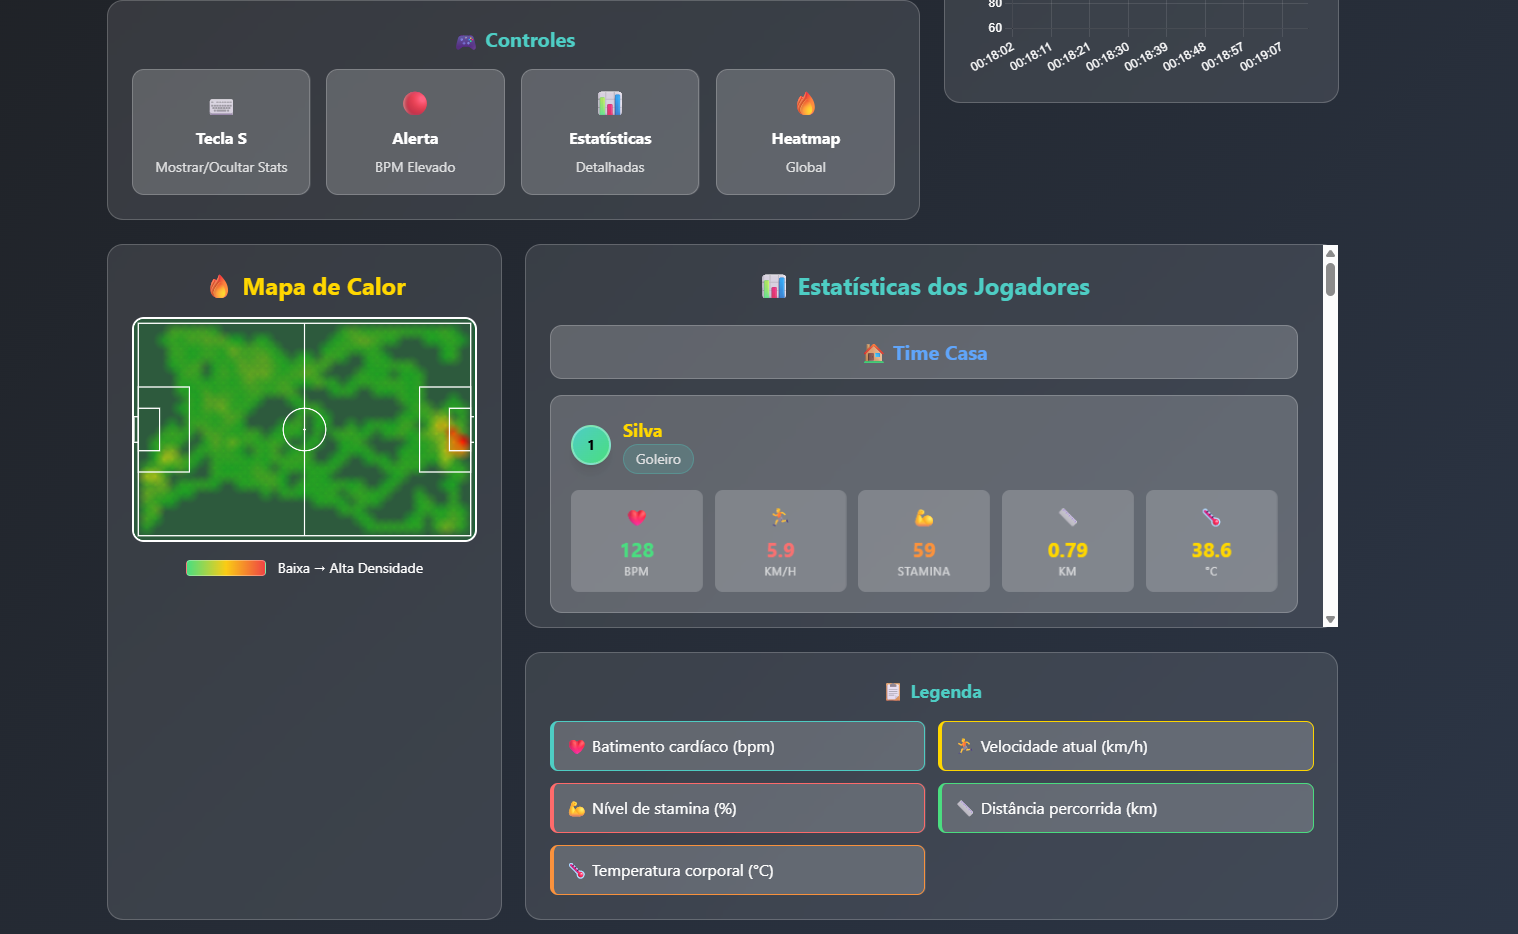 80
60
00:18:02 00:18:11 00:18:21 00:18:30 00:18:39 00:18:48 00:18:57 00:19:07
Controles
Tecla S
Mostrar/Ocultar Stats
Alerta
BPM Elevado
Estatísticas
Detalhadas
Heatmap
Global
Mapa de Calor
Baixa → Alta Densidade
Estatísticas dos Jogadores
Time Casa
1
Silva
Goleiro
128
BPM
5.9
KM/H
59
STAMINA
0.79
KM
38.6
°C
Legenda
Batimento cardíaco (bpm)
Velocidade atual (km/h)
Nível de stamina (%)
Distância percorrida (km)
Temperatura corporal (°C)